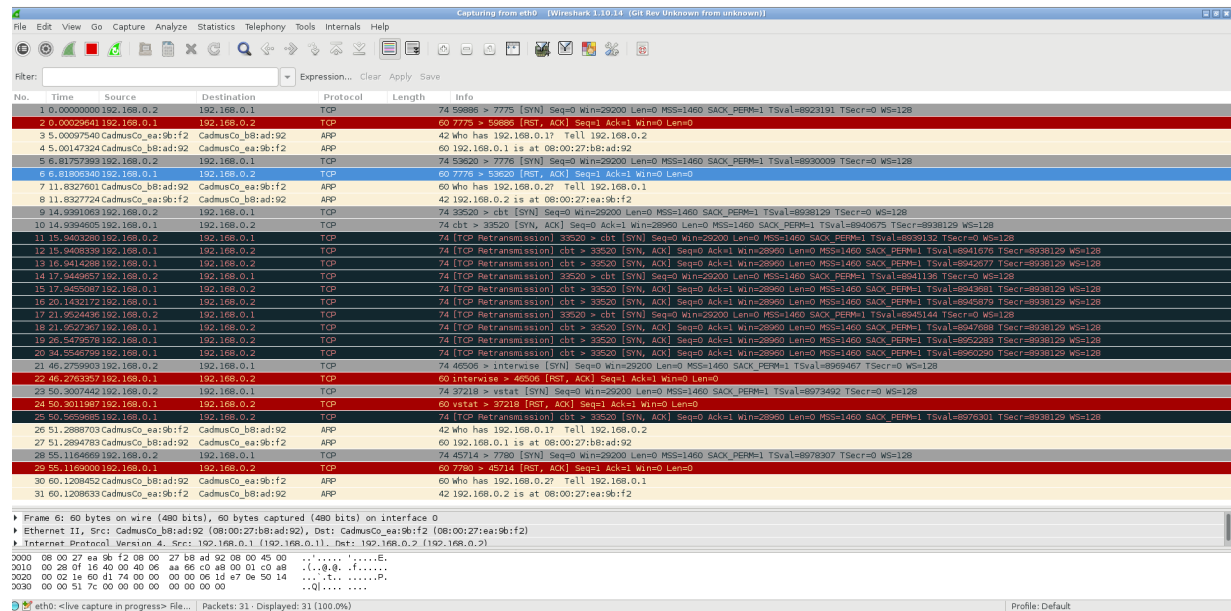 Capturing from eth0 [Wireshark 1.10.14 (Git Rev Unknown from unknown)]
File Edit View Go Capture Analyze Statistics Telephony Tools Internals Help
Filter: Expression... Clear Apply Save
No. Time Source Destination Protocol Length Info
1 0.00000000 192.168.0.2 192.168.0.1 TCP 74 59886 > 7775 [SYN] Seq=0 Win=29200 Len=0 MSS=1460 SACK_PERM=1 TSval=8923191 TSecr=0 WS=128
2 0.00029641 192.168.0.1 192.168.0.2 TCP 60 7775 > 59886 [RST, ACK] Seq=1 Ack=1 Win=0 Len=0
3 5.00097540 CadmusCo_ea:9b:f2 CadmusCo_b8:ad:92 ARP 42 Who has 192.168.0.1? Tell 192.168.0.2
4 5.00147324 CadmusCo_b8:ad:92 CadmusCo_ea:9b:f2 ARP 60 192.168.0.1 is at 08:00:27:b8:ad:92
5 6.81757393 192.168.0.2 192.168.0.1 TCP 74 53620 > 7776 [SYN] Seq=0 Win=29200 Len=0 MSS=1460 SACK_PERM=1 TSval=8930009 TSecr=0 WS=128
6 6.81806340 192.168.0.1 192.168.0.2 TCP 60 7776 > 53620 [RST, ACK] Seq=1 Ack=1 Win=0 Len=0
7 11.8327601 CadmusCo_b8:ad:92 CadmusCo_ea:9b:f2 ARP 60 Who has 192.168.0.2? Tell 192.168.0.1
8 11.8327724 CadmusCo_ea:9b:f2 CadmusCo_b8:ad:92 ARP 42 192.168.0.2 is at 08:00:27:ea:9b:f2
9 14.9391063 192.168.0.2 192.168.0.1 TCP 74 33520 > cbt [SYN] Seq=0 Win=29200 Len=0 MSS=1460 SACK_PERM=1 TSval=8938129 TSecr=0 WS=128
10 14.9394605 192.168.0.1 192.168.0.2 TCP 74 cbt > 33520 [SYN, ACK] Seq=0 Ack=1 Win=28960 Len=0 MSS=1460 SACK_PERM=1 TSval=8940675 TSecr=8938129 WS=128
11 15.9403280 192.168.0.2 192.168.0.1 TCP 74 [TCP Retransmission] 33520 > cbt [SYN] Seq=0 Win=29200 Len=0 MSS=1460 SACK_PERM=1 TSval=8939132 TSecr=0 WS=128
12 15.9408339 192.168.0.1 192.168.0.2 TCP 74 [TCP Retransmission] cbt > 33520 [SYN, ACK] Seq=0 Ack=1 Win=28960 Len=0 MSS=1460 SACK_PERM=1 TSval=8941676 TSecr=8938129 WS=128
13 16.9414288 192.168.0.1 192.168.0.2 TCP 74 [TCP Retransmission] cbt > 33520 [SYN, ACK] Seq=0 Ack=1 Win=28960 Len=0 MSS=1460 SACK_PERM=1 TSval=8942677 TSecr=8938129 WS=128
14 17.9449657 192.168.0.2 192.168.0.1 TCP 74 [TCP Retransmission] 33520 > cbt [SYN] Seq=0 Win=29200 Len=0 MSS=1460 SACK_PERM=1 TSval=8941136 TSecr=0 WS=128
15 17.9455087 192.168.0.1 192.168.0.2 TCP 74 [TCP Retransmission] cbt > 33520 [SYN, ACK] Seq=0 Ack=1 Win=28960 Len=0 MSS=1460 SACK_PERM=1 TSval=8943681 TSecr=8938129 WS=128
16 20.1432172 192.168.0.1 192.168.0.2 TCP 74 [TCP Retransmission] cbt > 33520 [SYN, ACK] Seq=0 Ack=1 Win=28960 Len=0 MSS=1460 SACK_PERM=1 TSval=8945879 TSecr=8938129 WS=128
17 21.9524436 192.168.0.2 192.168.0.1 TCP 74 [TCP Retransmission] 33520 > cbt [SYN] Seq=0 Win=29200 Len=0 MSS=1460 SACK_PERM=1 TSval=8945144 TSecr=0 WS=128
18 21.9527367 192.168.0.1 192.168.0.2 TCP 74 [TCP Retransmission] cbt > 33520 [SYN, ACK] Seq=0 Ack=1 Win=28960 Len=0 MSS=1460 SACK_PERM=1 TSval=8947688 TSecr=8938129 WS=128
19 26.5479578 192.168.0.1 192.168.0.2 TCP 74 [TCP Retransmission] cbt > 33520 [SYN, ACK] Seq=0 Ack=1 Win=28960 Len=0 MSS=1460 SACK_PERM=1 TSval=8952283 TSecr=8938129 WS=128
20 34.5546799 192.168.0.1 192.168.0.2 TCP 74 [TCP Retransmission] cbt > 33520 [SYN, ACK] Seq=0 Ack=1 Win=28960 Len=0 MSS=1460 SACK_PERM=1 TSval=8960290 TSecr=8938129 WS=128
21 46.2759903 192.168.0.2 192.168.0.1 TCP 74 46506 > interwise [SYN] Seq=0 Win=29200 Len=0 MSS=1460 SACK_PERM=1 TSval=8969467 TSecr=0 WS=128
22 46.2763357 192.168.0.1 192.168.0.2 TCP 60 interwise > 46506 [RST, ACK] Seq=1 Ack=1 Win=0 Len=0
23 50.3007442 192.168.0.2 192.168.0.1 TCP 74 37218 > vstat [SYN] Seq=0 Win=29200 Len=0 MSS=1460 SACK_PERM=1 TSval=8973492 TSecr=0 WS=128
24 50.3011987 192.168.0.1 192.168.0.2 TCP 60 vstat > 37218 [RST, ACK] Seq=1 Ack=1 Win=0 Len=0
25 50.5659685 192.168.0.1 192.168.0.2 TCP 74 [TCP Retransmission] cbt > 33520 [SYN, ACK] Seq=0 Ack=1 Win=28960 Len=0 MSS=1460 SACK_PERM=1 TSval=8976301 TSecr=8938129 WS=128
26 51.2888703 CadmusCo_ea:9b:f2 CadmusCo_b8:ad:92 ARP 42 Who has 192.168.0.1? Tell 192.168.0.2
27 51.2894783 CadmusCo_b8:ad:92 CadmusCo_ea:9b:f2 ARP 60 192.168.0.1 is at 08:00:27:b8:ad:92
28 55.1164669 192.168.0.2 192.168.0.1 TCP 74 45714 > 7780 [SYN] Seq=0 Win=29200 Len=0 MSS=1460 SACK_PERM=1 TSval=8978307 TSecr=0 WS=128
29 55.1169000 192.168.0.1 192.168.0.2 TCP 60 7780 > 45714 [RST, ACK] Seq=1 Ack=1 Win=0 Len=0
30 60.1208452 CadmusCo_b8:ad:92 CadmusCo_ea:9b:f2 ARP 60 Who has 192.168.0.2? Tell 192.168.0.1
31 60.1208633 CadmusCo_ea:9b:f2 CadmusCo_b8:ad:92 ARP 42 192.168.0.2 is at 08:00:27:ea:9b:f2
Frame 6: 60 bytes on wire (480 bits), 60 bytes captured (480 bits) on interface 0
Ethernet II, Src: CadmusCo_b8:ad:92 (08:00:27:b8:ad:92), Dst: CadmusCo_ea:9b:f2 (08:00:27:ea:9b:f2)
Internet Protocol Version 4, Src: 192.168.0.1 (192.168.0.1), Dst: 192.168.0.2 (192.168.0.2)
0000 08 00 27 ea 9b f2 08 00 27 b8 ad 92 08 00 45 00 ..'..... '.....E.
0010 00 28 0f 16 40 00 40 06 aa 66 c0 a8 00 01 c0 a8 .(..@.@. .f......
0020 00 02 1e 60 d1 74 00 00 00 00 06 1d e7 0e 50 14 ...`.t.. ......P.
0030 00 00 51 7c 00 00 00 00 00 00 00 00 ..Q|.... ....
eth0: <live capture in progress> File... Packets: 31 · Displayed: 31 (100.0%) Profile: Default